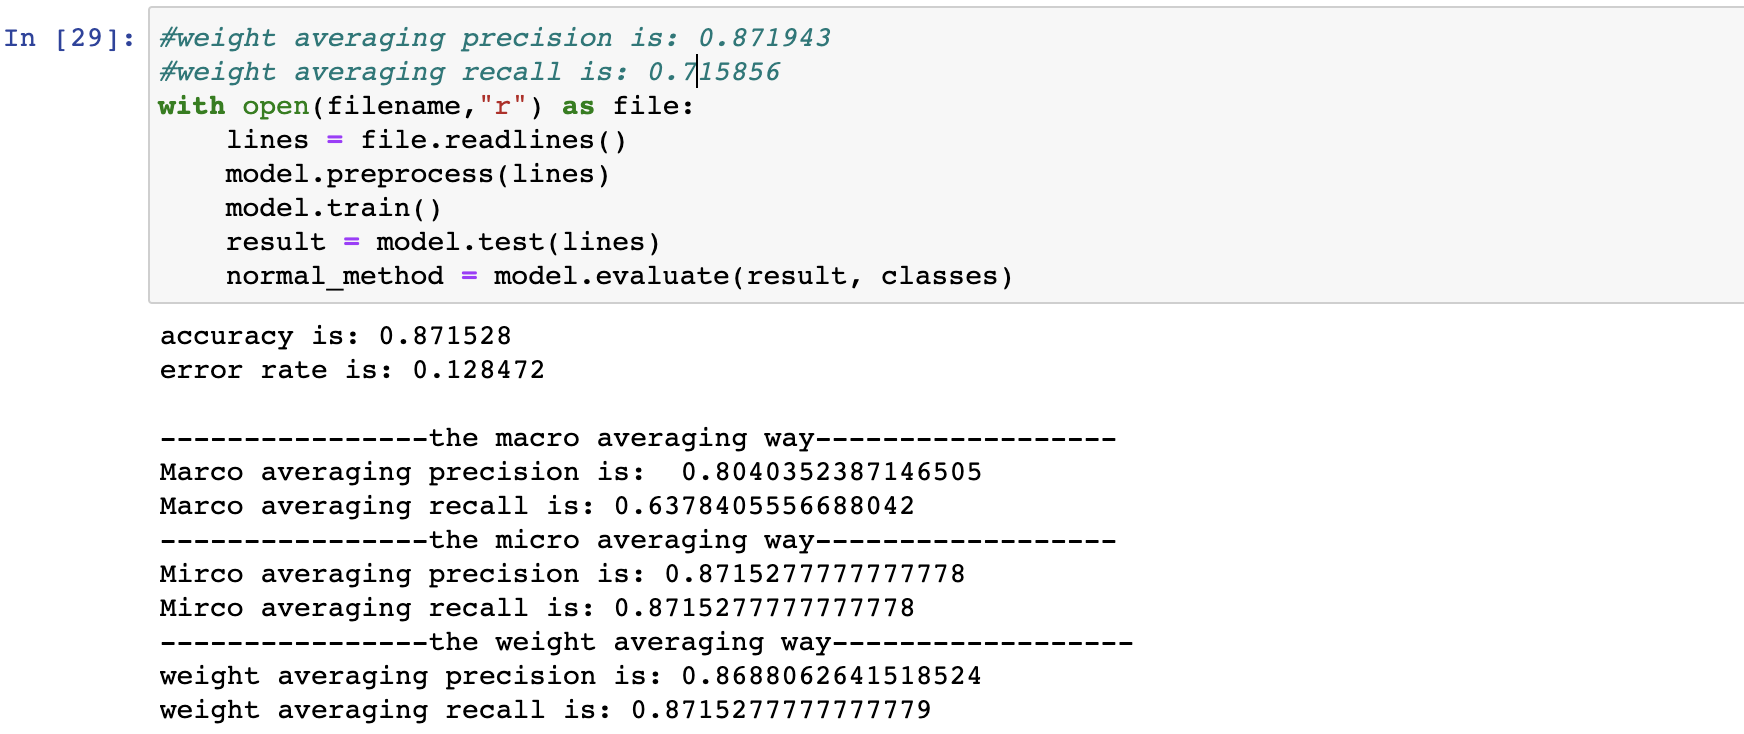 In [29]: #weight averaging precision is: 0.871943
#weight averaging recall is: 0.715856
with open(filename,"r") as file:
    lines = file.readlines()
    model.preprocess(lines)
    model.train()
    result = model.test(lines)
    normal_method = model.evaluate(result, classes)
accuracy is: 0.871528
error rate is: 0.128472

----------------the macro averaging way------------------
Marco averaging precision is:  0.8040352387146505
Marco averaging recall is: 0.6378405556688042
----------------the micro averaging way------------------
Mirco averaging precision is: 0.8715277777777778
Mirco averaging recall is: 0.8715277777777778
----------------the weight averaging way------------------
weight averaging precision is: 0.8688062641518524
weight averaging recall is: 0.8715277777777779